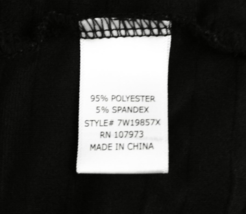 95% POLYESTER
5% SPANDEX
STYLE# 7W19857X
RN 107973
MADE IN CHINA